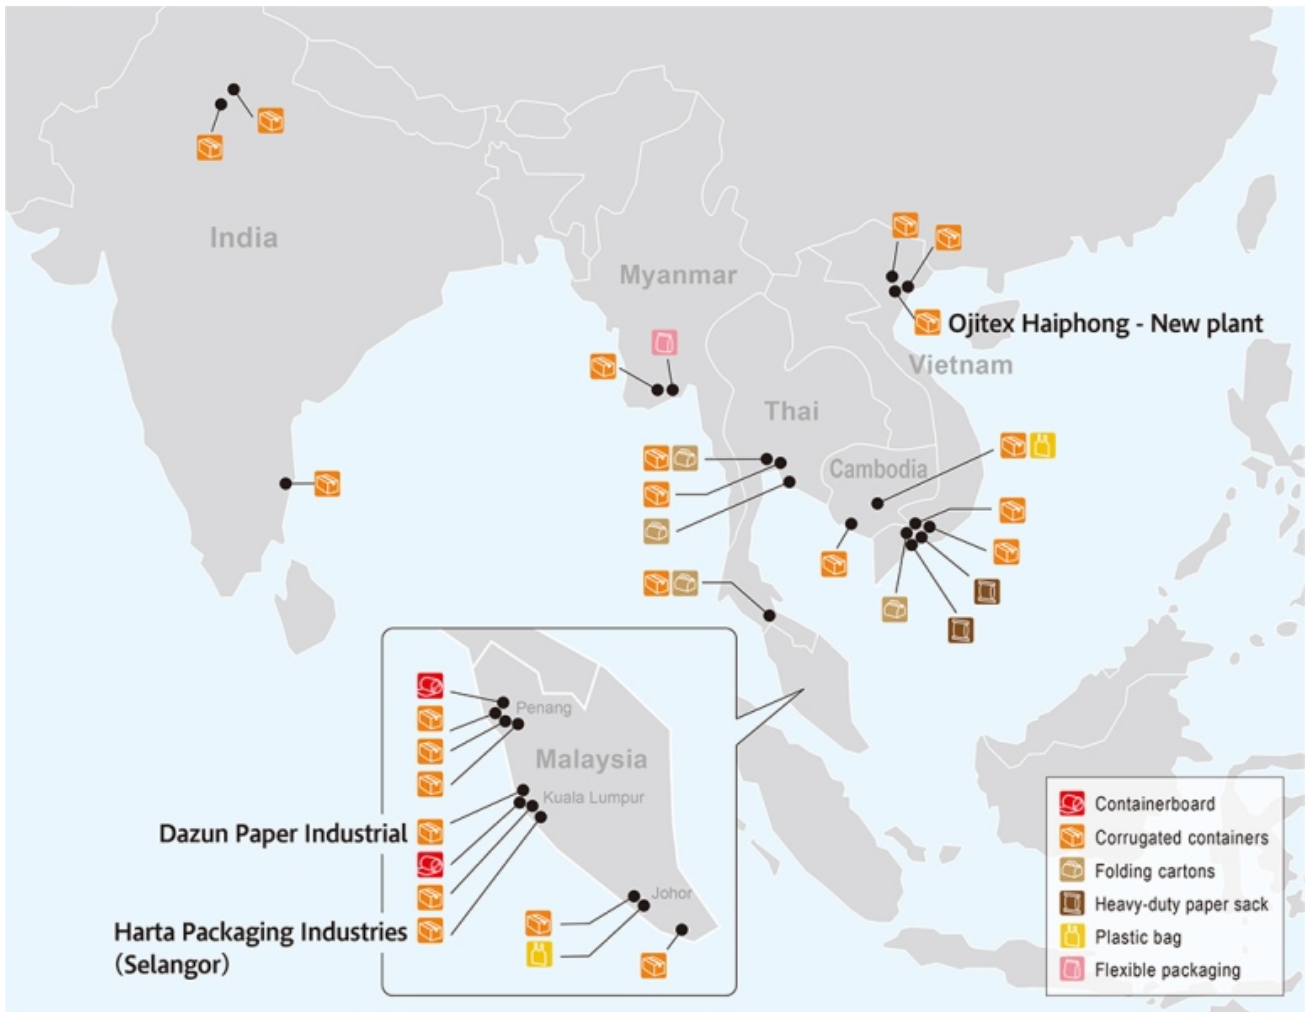 India
Myanmar
Ojitex Haiphong - New plant
Vietnam
Thai
Cambodia
Penang
Malaysia
Kuala Lumpur
Dazun Paper Industrial
Johor
Harta Packaging Industries
(Selangor)
Containerboard
Corrugated containers
Folding cartons
Heavy-duty paper sack
Plastic bag
Flexible packaging